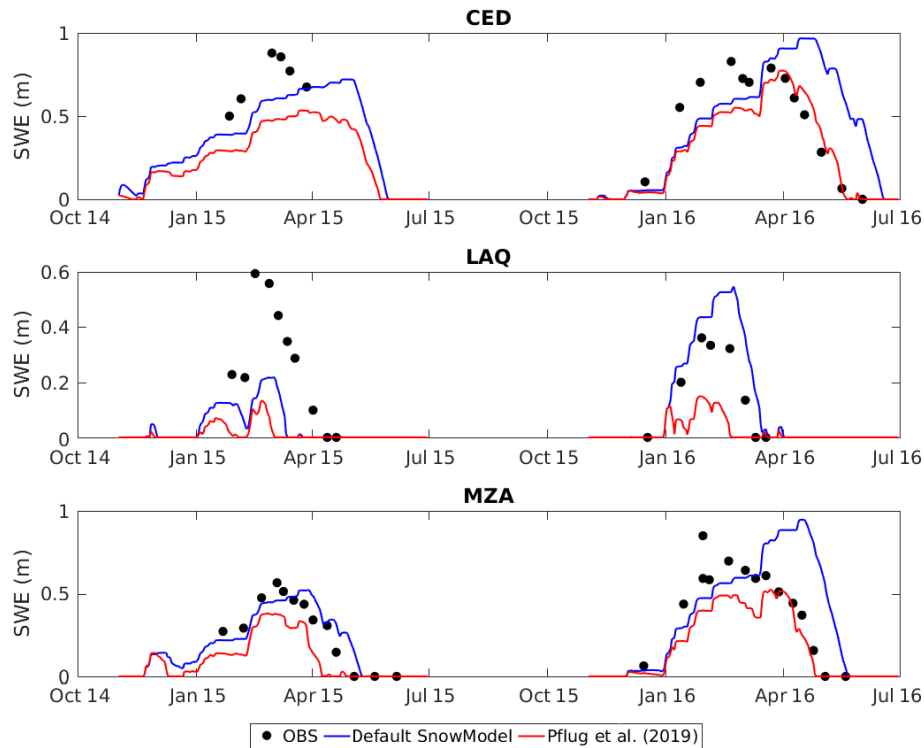 CED
SWE (m)
1
0.5
0
Oct 14 Jan 15 Apr 15 Jul 15 Oct 15 Jan 16 Apr 16 Jul 16
LAQ
SWE (m)
0.6
0.4
0.2
0
Oct 14 Jan 15 Apr 15 Jul 15 Oct 15 Jan 16 Apr 16 Jul 16
MZA
SWE (m)
1
0.5
0
Oct 14 Jan 15 Apr 15 Jul 15 Oct 15 Jan 16 Apr 16 Jul 16
OBS Default SnowModel Pflug et al. (2019)